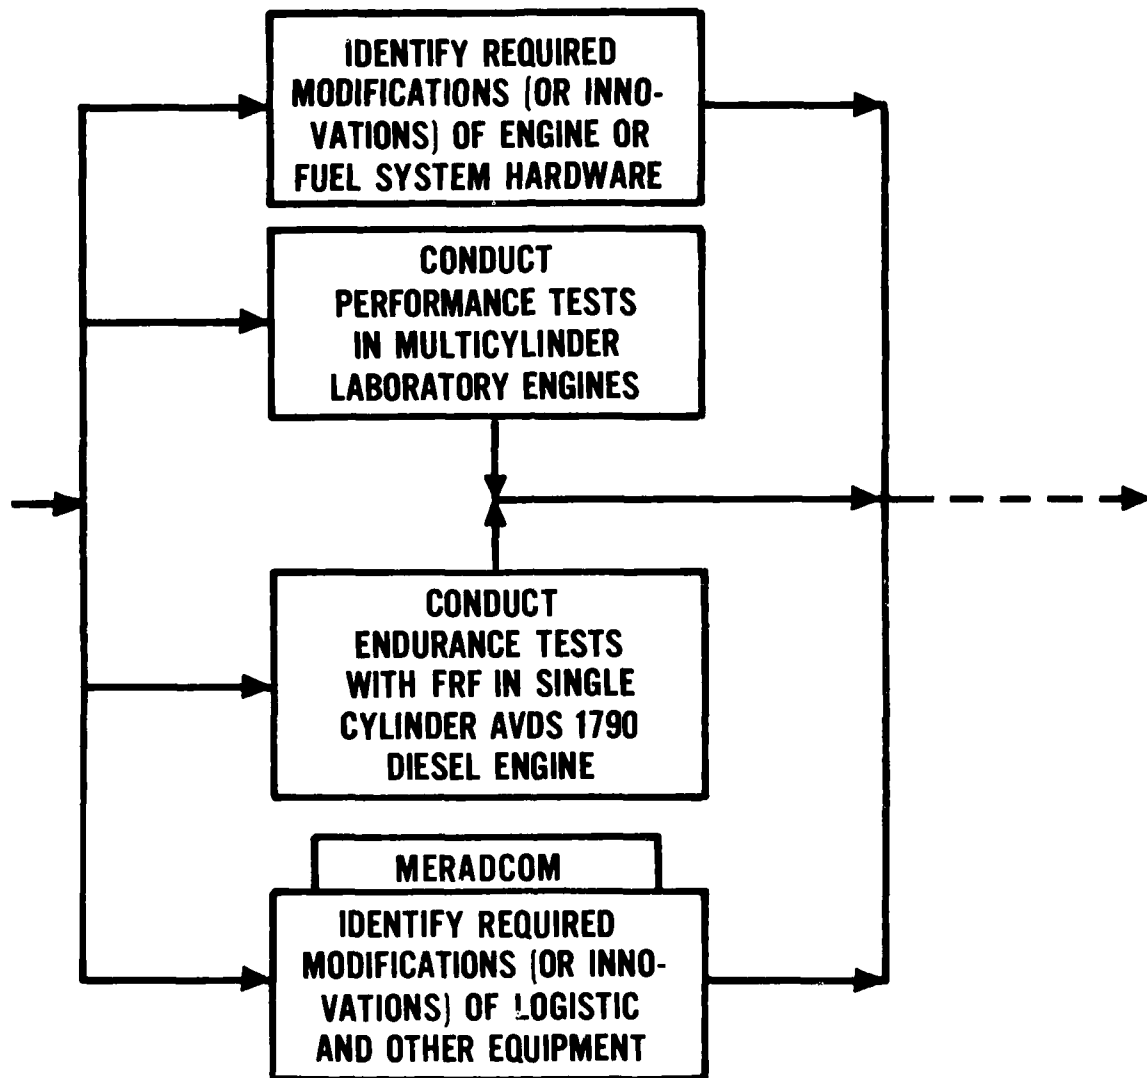 IDENTIFY REQUIRED
MODIFICATIONS (OR INNO-
VATIONS) OF ENGINE OR
FUEL SYSTEM HARDWARE
CONDUCT
PERFORMANCE TESTS
IN MULTICYLINDER
LABORATORY ENGINES
CONDUCT
ENDURANCE TESTS
WITH FRF IN SINGLE
CYLINDER AVDS 1790
DIESEL ENGINE
MERADCOM
IDENTIFY REQUIRED
MODIFICATIONS (OR INNO-
VATIONS) OF LOGISTIC
AND OTHER EQUIPMENT